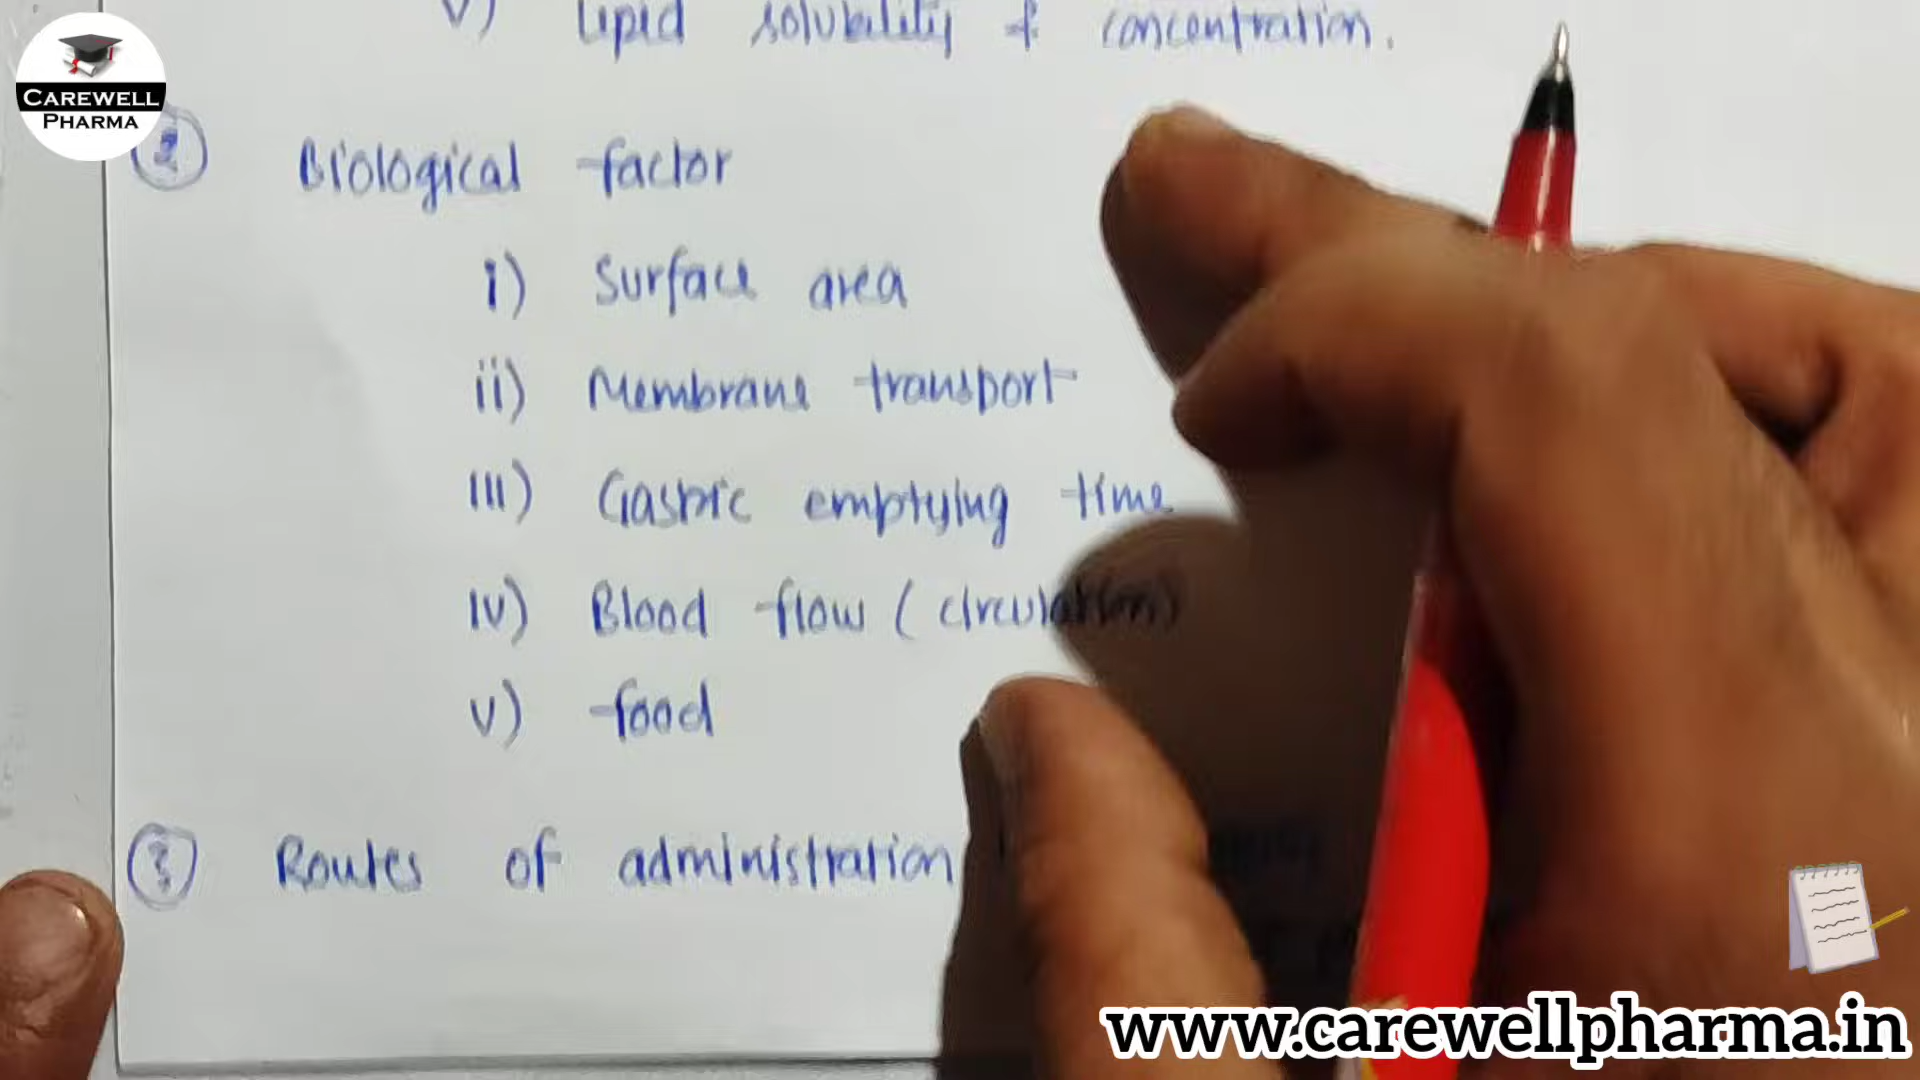 v) Lipid solubility & concentration.
CAREWELL
PHARMA
2 Biological factor
i) Surface area
ii) Membrane transport
III) Gastric emptying time
IV) Blood flow (circulation)
V) food
3 Routes of administration
www.carewellpharma.in